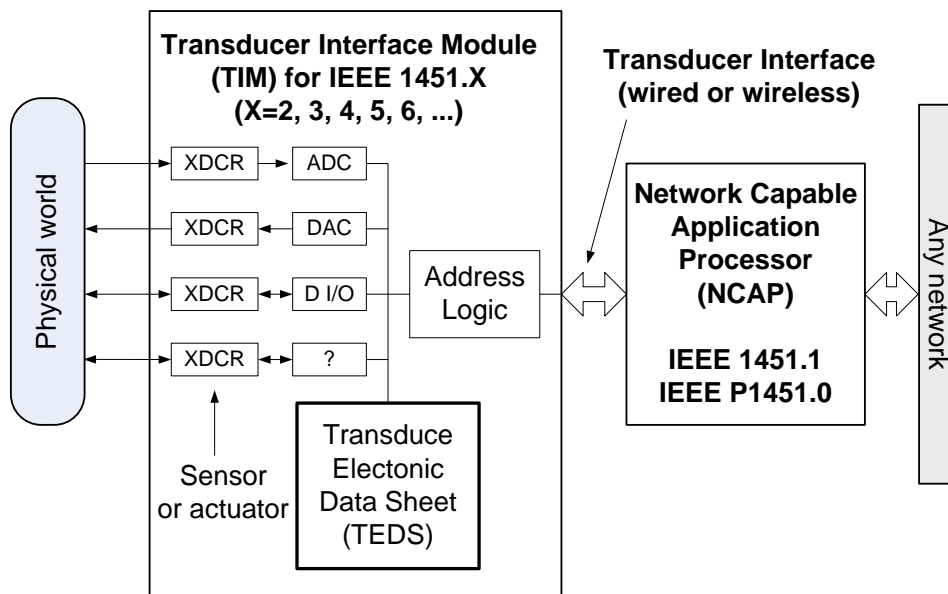 Transducer Interface Module
(TIM) for IEEE 1451.X
(X=2, 3, 4, 5, 6, ...)
Transducer Interface
(wired or wireless)
Physical world
XDCR
ADC
XDCR
DAC
XDCR
D I/O
XDCR
?
Address
Logic
Network Capable
Application
Processor
(NCAP)
IEEE 1451.1
IEEE P1451.0
Any network
Sensor
or actuator
Transduce
Electonic
Data Sheet
(TEDS)